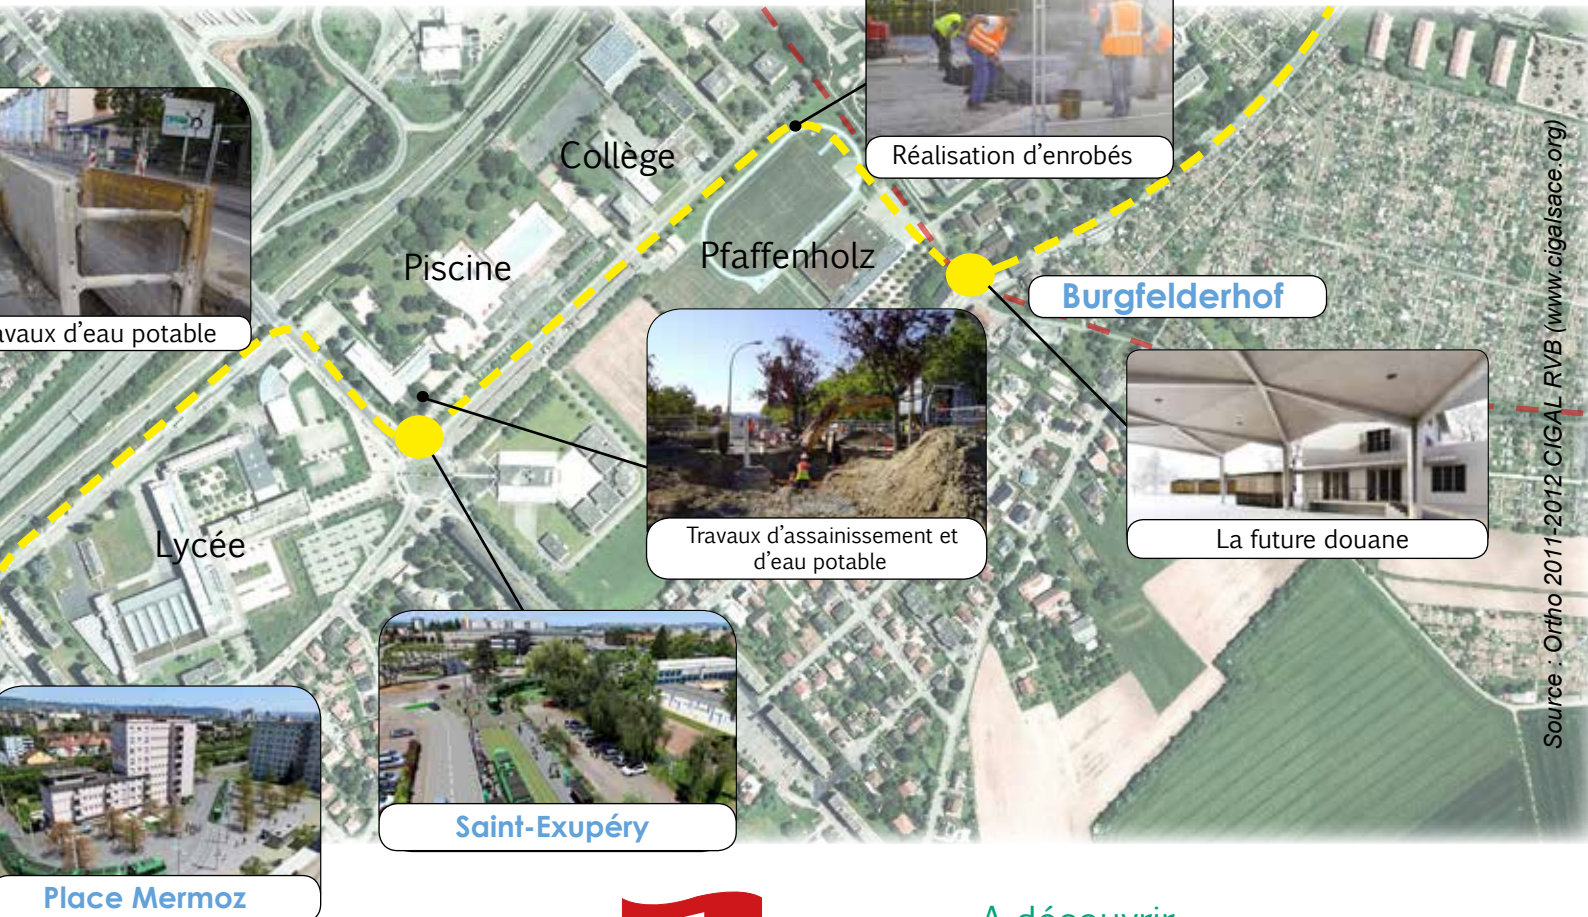 Réalisation d'enrobés
Collège
Pfaffenholz
Piscine
Burgfelderhof
d'eau potable
Travaux d'assainissement et
d'eau potable
La future douane
Lycée
Saint-Exupéry
Place Mermoz
A découvrir
Source : Ortho 2011-2012 CIGAL RVB (www.cigalsace.org)